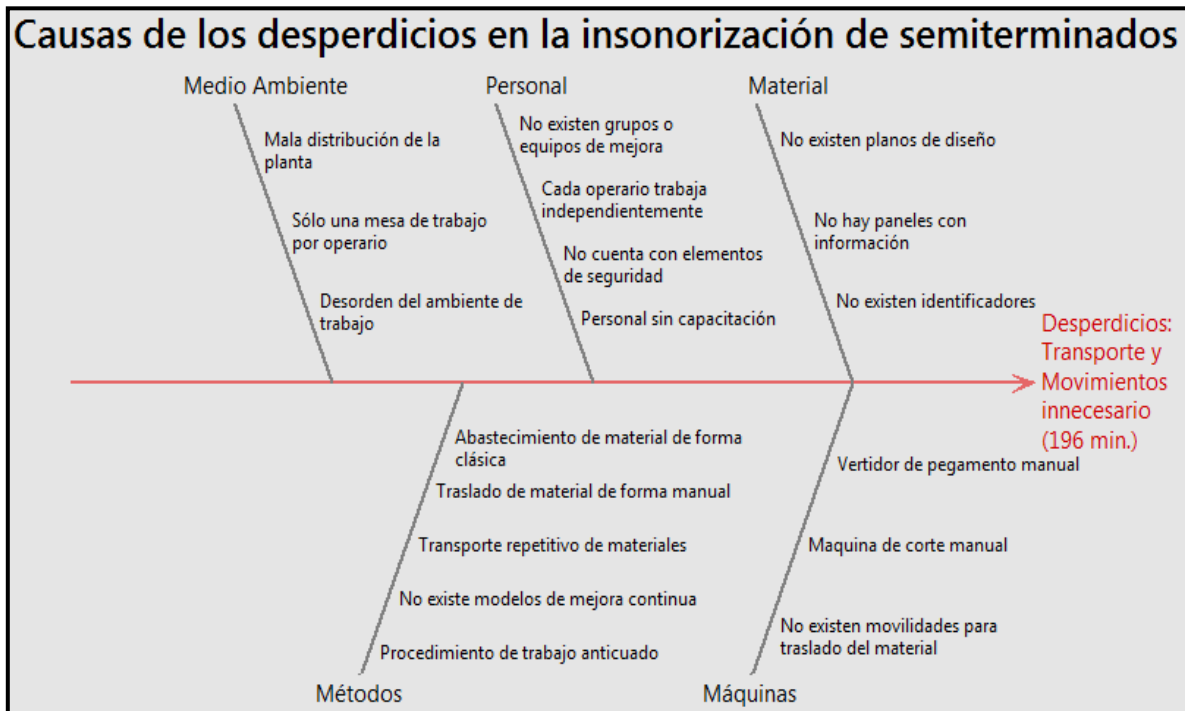 Causas de los desperdicios en la insonorización de semiterminados
Medio Ambiente
Mala distribución de la
planta
Sólo una mesa de trabajo
por operario
Desorden del ambiente de
trabajo
Personal
No existen grupos o
equipos de mejora
Cada operario trabaja
independientemente
No cuenta con elementos
de seguridad
Personal sin capacitación
Material
No existen planos de diseño
No hay paneles con
información
No existen identificadores
Desperdicios:
Transporte y
Movimientos
innecesario
(196 min.)
Abastecimiento de material de forma
clásica
Traslado de material de forma manual
Transporte repetitivo de materiales
No existe modelos de mejora continua
Procedimiento de trabajo anticuado
Métodos
Vertidor de pegamento manual
Maquina de corte manual
No existen movilidades para
traslado del material
Máquinas